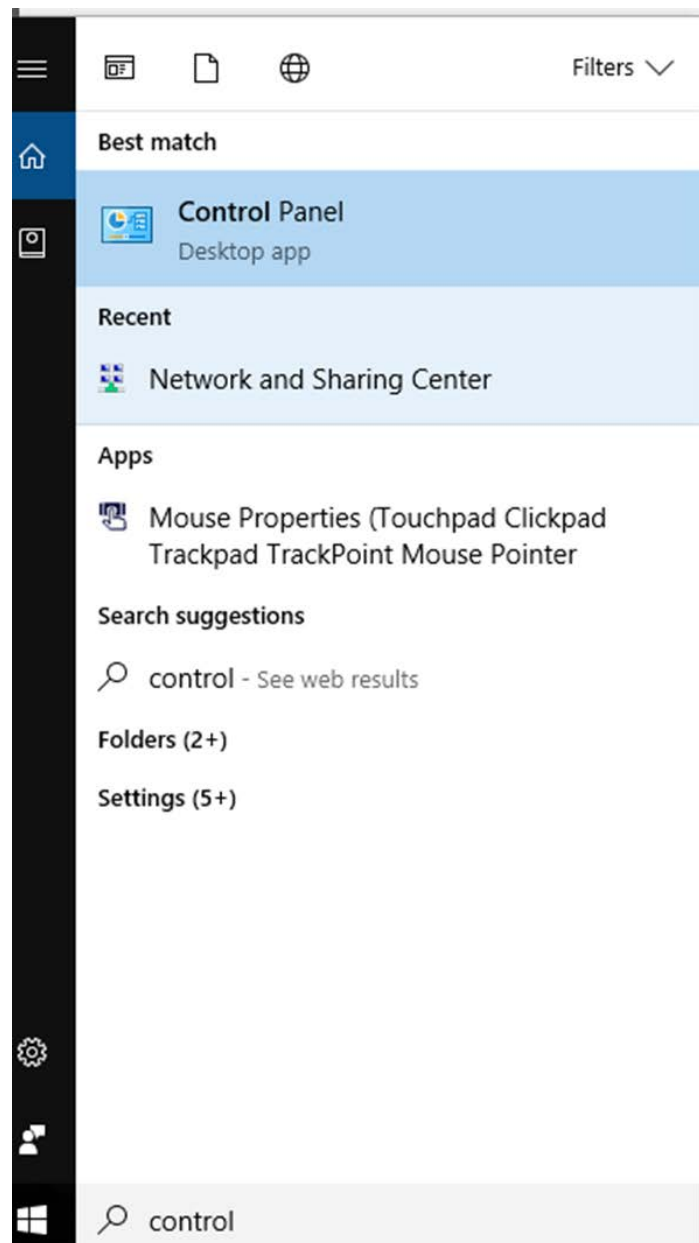 Filters
Best match
Control Panel
Desktop app
Recent
Network and Sharing Center
Apps
Mouse Properties (Touchpad Clickpad
Trackpad TrackPoint Mouse Pointer
Search suggestions
control - See web results
Folders (2+)
Settings (5+)
control